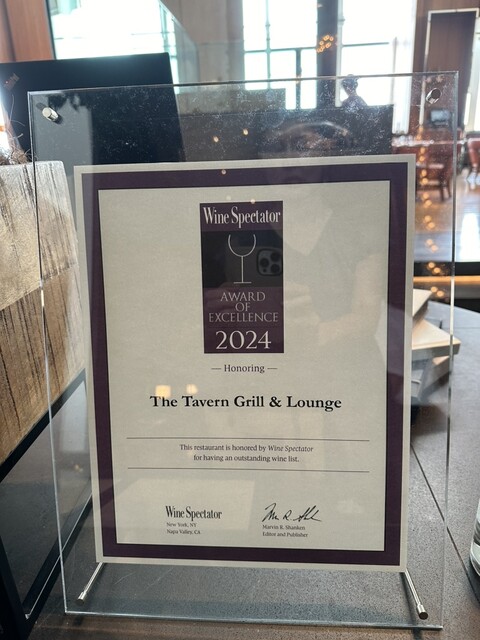 Wine Spectator
AWARD
OF
EXCELLENCE
2024
— Honoring —
The Tavern Grill & Lounge
This restaurant is honored by Wine Spectator
for having an outstanding wine list.
Wine Spectator
New York, NY
Napa Valley, CA
Marvin R. Shanken
Editor and Publisher